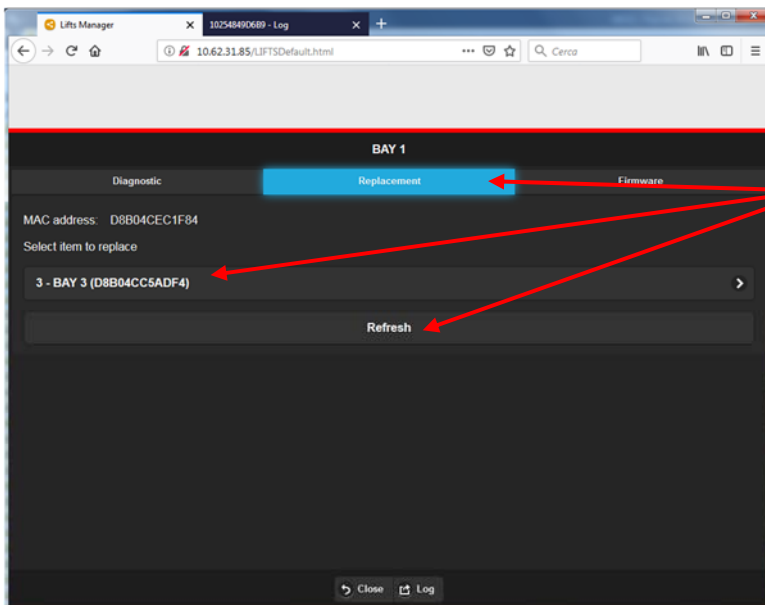 Lifts Manager
10254849D6B9 - Log
10.62.31.85/LIFTSDefault.html
Cerca
BAY 1
Diagnostic
Replacement
Firmware
MAC address: D8B04CEC1F84
Select item to replace
3 - BAY 3 (D8B04CC5ADF4)
Refresh
Close
Log